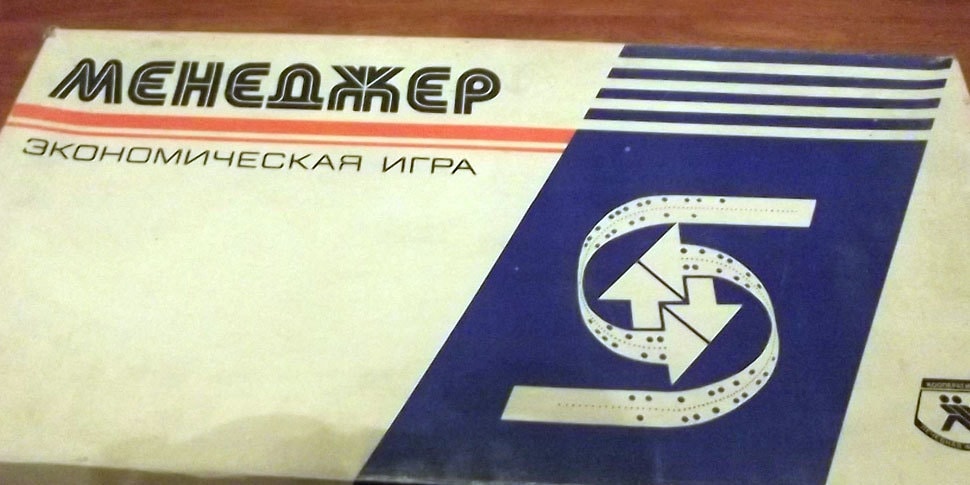 МЕНЕДЖЕР
ЭКОНОМИЧЕСКАЯ ИГРА